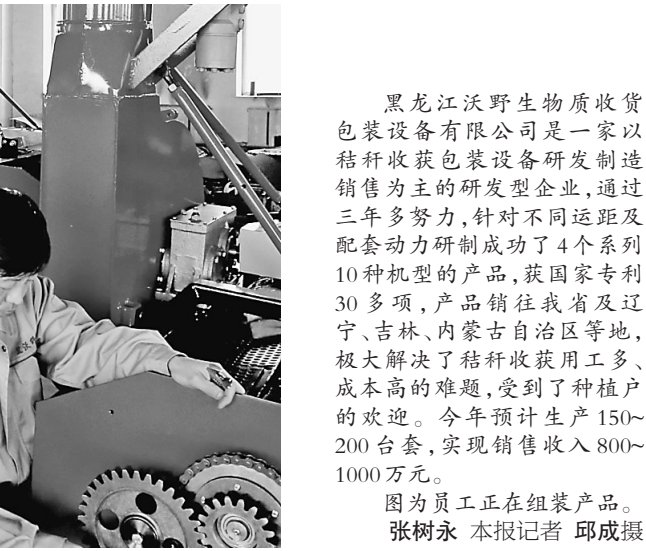 黑龙江沃野生物质收货
包装设备有限公司是一家以
秸秆收获包装设备研发制造
销售为主的研发型企业,通过
三年多努力,针对不同运距及
配套动力研制成功了4个系列
10种机型的产品,获国家专利
30多项,产品销往我省及辽
宁、吉林、内蒙古自治区等地,
极大解决了秸秆收获用工多、
成本高的难题,受到了种植户
的欢迎。今年预计生产150~
200台套,实现销售收入800~
1000万元。
图为员工正在组装产品。
张树永 本报记者 邱成摄